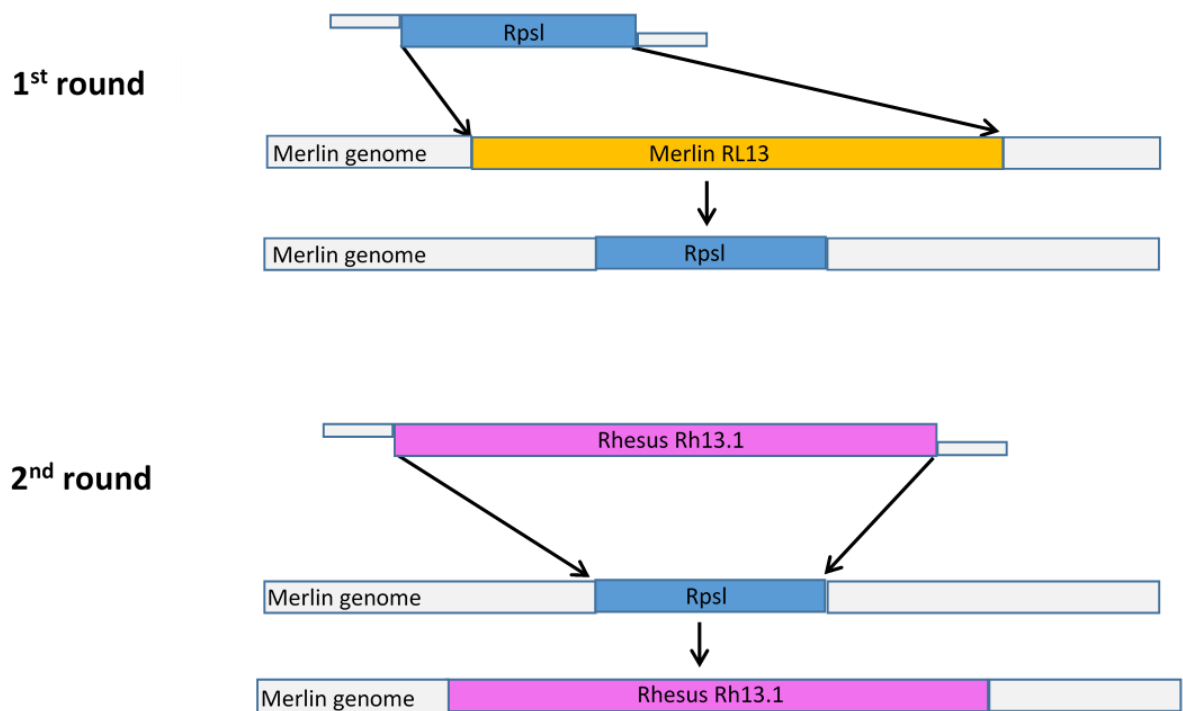 Rpsl
1st round
Merlin genome
Merlin RL13
Merlin genome
Rpsl
Rhesus Rh13.1
2nd round
Merlin genome
Rpsl
Merlin genome
Rhesus Rh13.1